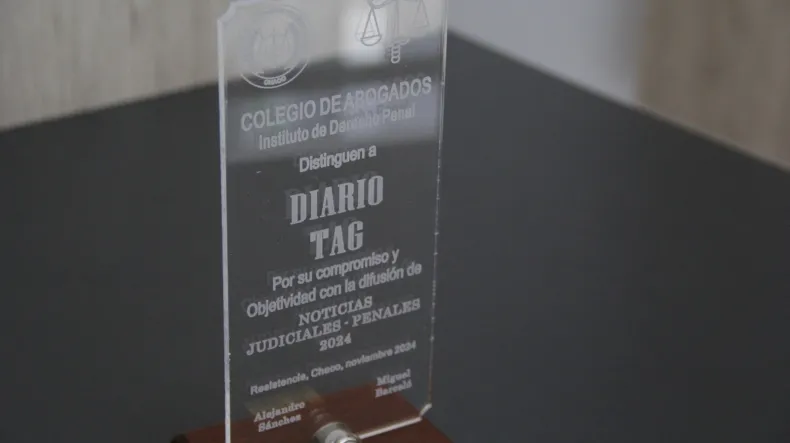 COLEGIO DE ABOGADOS
Instituto de Derecho Penal
Distinguen a
DIARIO
TAG
Por su compromiso y
Objetividad con la difusión de
NOTICIAS
JUDICIALES - PENALES
2024
Resistencia, Chaco, noviembre 2024
Alejandro Miguel
Sánchez Barceló